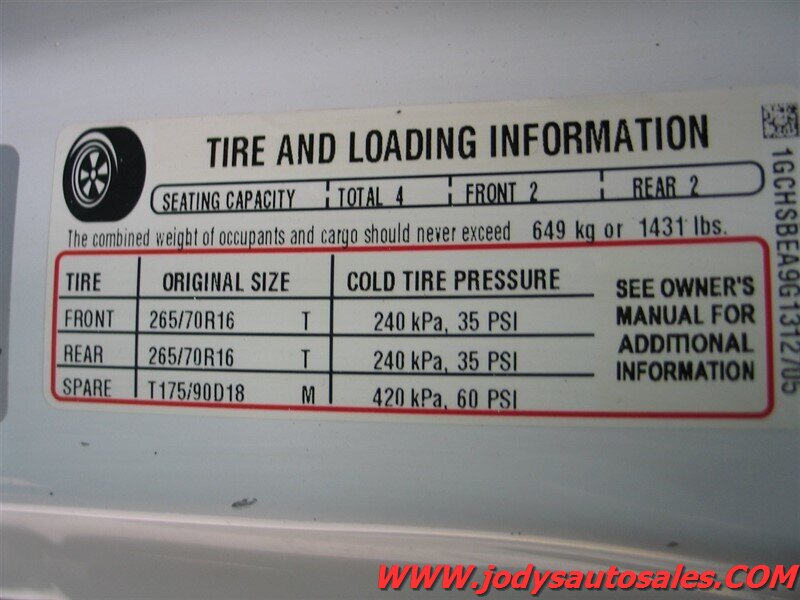 TIRE AND LOADING INFORMATION
SEATING CAPACITY TOTAL 4 FRONT 2 REAR 2
The combined weight of occupants and cargo should never exceed 649 kg or 1431 lbs.
TIRE ORIGINAL SIZE COLD TIRE PRESSURE
FRONT 265/70R16 T 240 kPa, 35 PSI
REAR 265/70R16 T 240 kPa, 35 PSI
SPARE T175/90D18 M 420 kPa, 60 PSI
SEE OWNER'S
MANUAL FOR
ADDITIONAL
INFORMATION
1GCHSBEA9G1312705
WWW.jodysautosales.COM